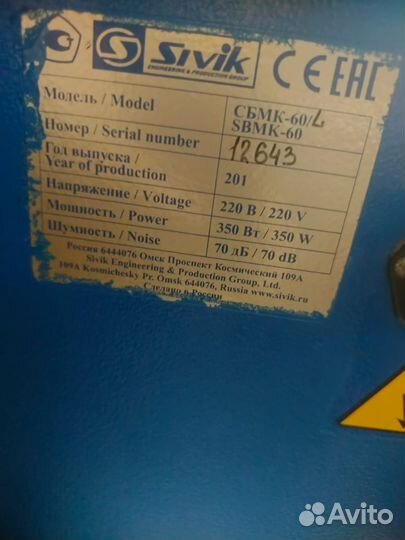 SIVIK
ENGINEERING & PRODUCTION GROUP
CE EAC
Модель / Model СБМК-60/L
SBMK-60
Номер / Serial number 12643
Год выпуска /
Year of production 201
Напряжение / Voltage 220 В / 220 V
Мощность / Power 350 Вт / 350 W
Шумность / Noise 70 дБ / 70 dB
Россия 6444076 Омск Проспект Космический 109А
Sivik Engineering & Production Group, Ltd.
109A Kosmichesky Pr. Omsk 644076, Russia www.sivik.ru
Сделано в России
Avito